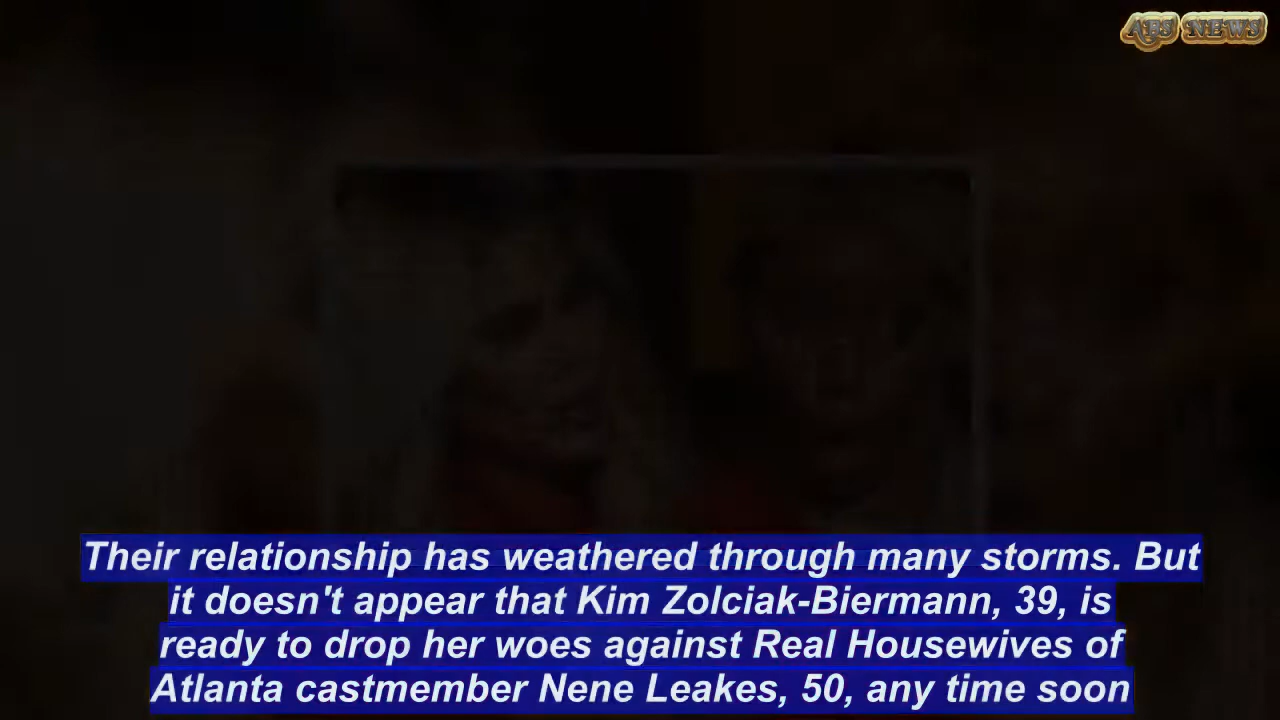 ABS NEWS
Their relationship has weathered through many storms. But
it doesn't appear that Kim Zolciak-Biermann, 39, is
ready to drop her woes against Real Housewives of
Atlanta castmember Nene Leakes, 50, any time soon